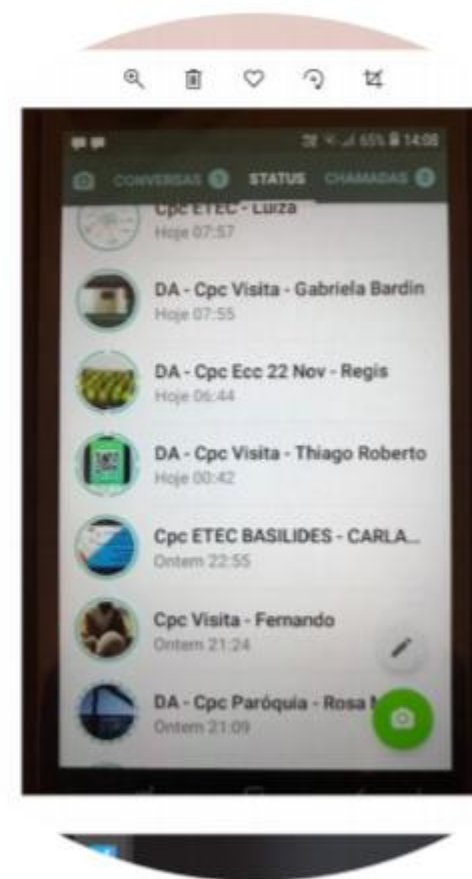 65% 14:08
CONVERSAS 1 STATUS CHAMADAS
Cpc ETEC - Luiza
Hoje 07:57
DA - Cpc Visita - Gabriela Bardin
Hoje 07:55
DA - Cpc Ecc 22 Nov - Regis
Hoje 06:44
DA - Cpc Visita - Thiago Roberto
Hoje 00:42
Cpc ETEC BASILIDES - CARLA...
Ontem 22:55
Cpc Visita - Fernando
Ontem 21:24
DA - Cpc Paróquia - Rosa
Ontem 21:09